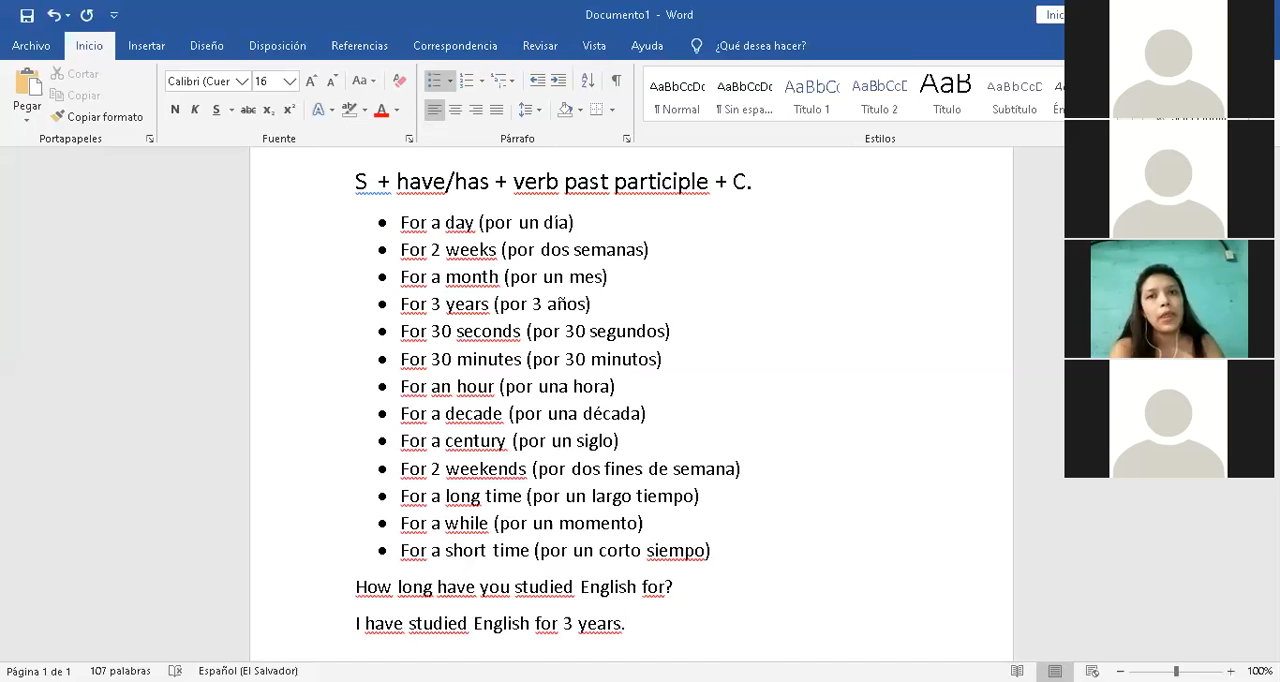 Documento1 - Word
Inic
Archivo Inicio Insertar Diseño Disposición Referencias Correspondencia Revisar Vista Ayuda ¿Qué desea hacer?
Pegar
Cortar
Copiar
Copiar formato
Portapapeles
Calibri (Cuer 16
Aa
N K S abc x₂ x²
Fuente
Párrafo
AaBbCcDc AaBbCcDc AaBbCc AaBbCcD AaB AaBbCcD
¶ Normal ¶ Sin espa... Título 1 Título 2 Título Subtítulo
Estilos
S + have/has + verb past participle + C.
• For a day (por un día)
• For 2 weeks (por dos semanas)
• For a month (por un mes)
• For 3 years (por 3 años)
• For 30 seconds (por 30 segundos)
• For 30 minutes (por 30 minutos)
• For an hour (por una hora)
• For a decade (por una década)
• For a century (por un siglo)
• For 2 weekends (por dos fines de semana)
• For a long time (por un largo tiempo)
• For a while (por un momento)
• For a short time (por un corto siempo)
How long have you studied English for?
I have studied English for 3 years.
Página 1 de 1 107 palabras Español (El Salvador) 100%